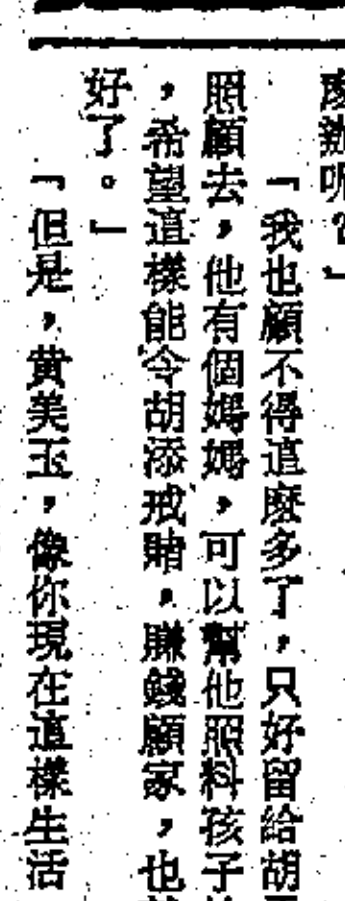 麼辦呢？」
「我也顧不得這麼多了，只好留給胡
照顧去，他有個媽媽，可以幫他照料孩子
，希望這樣能令胡添戒賭，賺錢顧家，也
好了。」
「但是，黃美玉，像你現在這樣生活